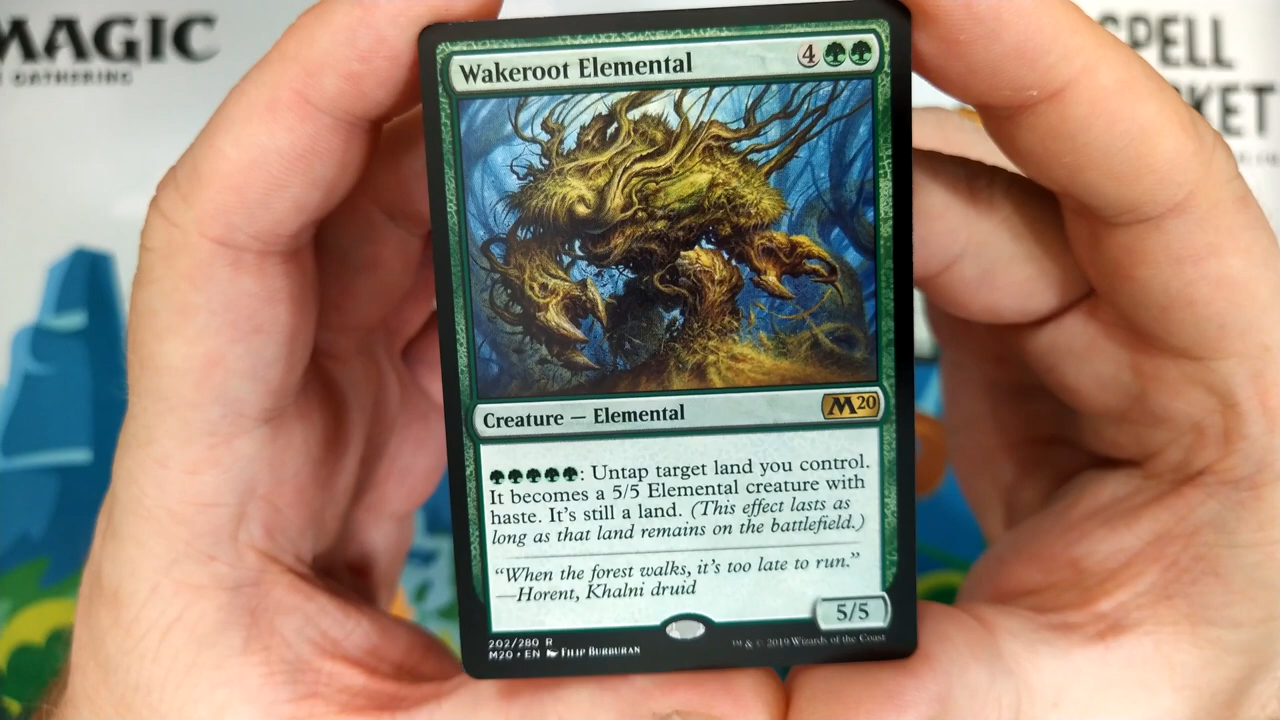 MAGIC
GATHERING
SPELL
KET
Wakeroot Elemental
4
Creature — Elemental
M20
: Untap target land you control.
It becomes a 5/5 Elemental creature with
haste. It's still a land. (This effect lasts as
long as that land remains on the battlefield.)
"When the forest walks, it's too late to run."
—Horent, Khalni druid
5/5
202/280 R
M20 • EN Filip Burburan
™ & © 2019 Wizards of the Coast